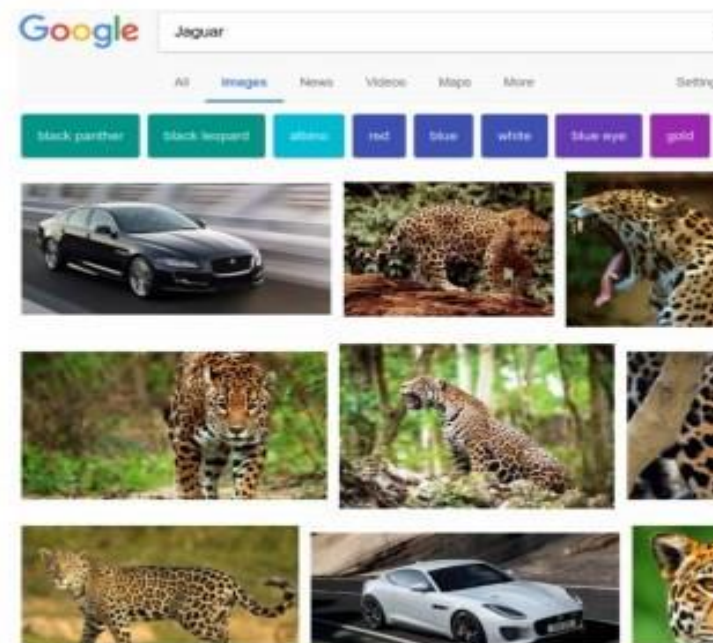 Google Jaguar
All Images News Videos Maps More Setting
black panther black leopard albino red blue white blue eye gold